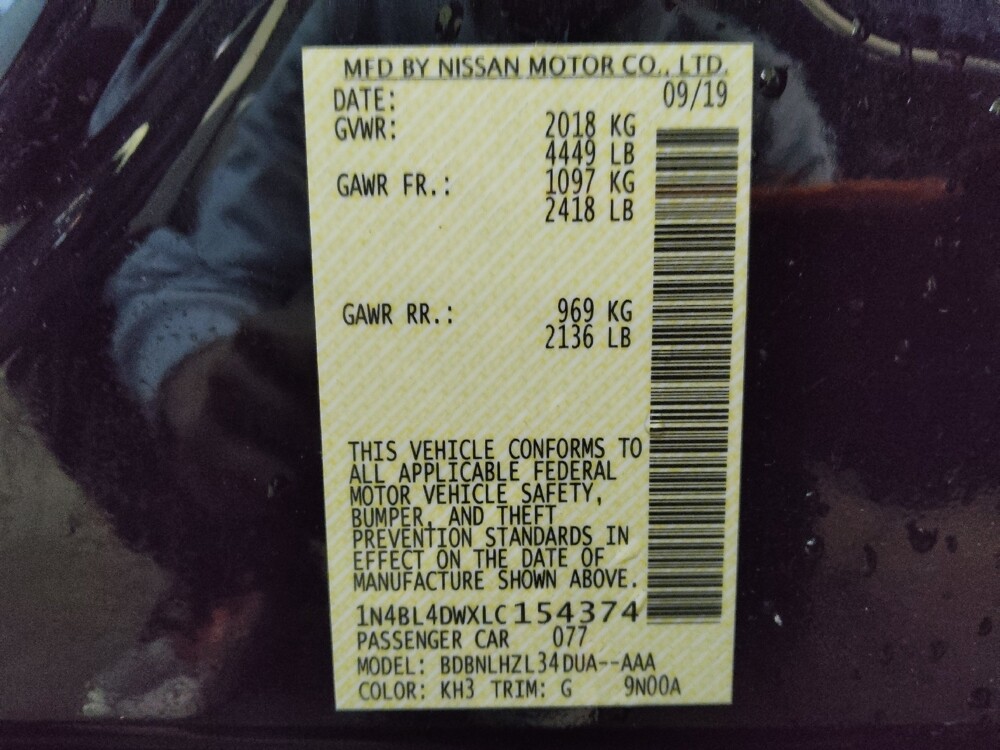 MFD BY NISSAN MOTOR CO., LTD.
DATE: 09/19
GVWR: 2018 KG
4449 LB
GAWR FR.: 1097 KG
2418 LB
GAWR RR.: 969 KG
2136 LB
THIS VEHICLE CONFORMS TO
ALL APPLICABLE FEDERAL
MOTOR VEHICLE SAFETY,
BUMPER, AND THEFT
PREVENTION STANDARDS IN
EFFECT ON THE DATE OF
MANUFACTURE SHOWN ABOVE.
1N4BL4DWXLC154374
PASSENGER CAR 077
MODEL: BDBNLHZL34DUA--AAA
COLOR: KH3 TRIM: G 9N00A